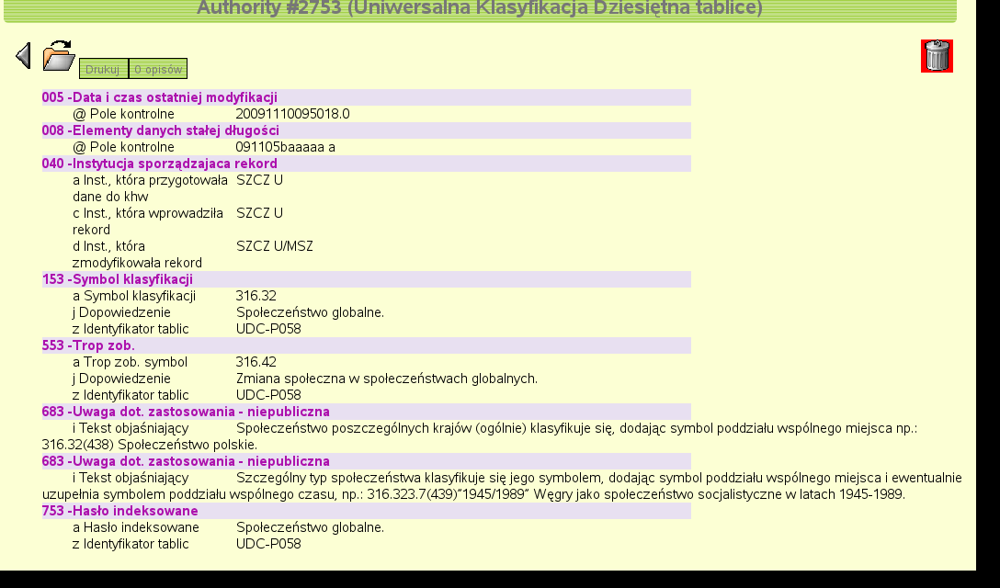 Authority #2753 (Uniwersalna Klasyfikacja Dziesiętna tablice)
Drukuj 0 opisów
005 -Data i czas ostatniej modyfikacji
@ Pole kontrolne 20091110095018.0
008 -Elementy danych stałej długości
@ Pole kontrolne 091105baaaaa a
040 -Instytucja sporządzajaca rekord
a Inst., która przygotowała SZCZ U
dane do khw
c Inst., która wprowadziła SZCZ U
rekord
d Inst., która SZCZ U/MSZ
zmodyfikowała rekord
153 -Symbol klasyfikacji
a Symbol klasyfikacji 316.32
j Dopowiedzenie Społeczeństwo globalne.
z Identyfikator tablic UDC-P058
553 -Trop zob.
a Trop zob. symbol 316.42
j Dopowiedzenie Zmiana społeczna w społeczeństwach globalnych.
z Identyfikator tablic UDC-P058
683 -Uwaga dot. zastosowania - niepubliczna
i Tekst objaśniający Społeczeństwo poszczególnych krajów (ogólnie) klasyfikuje się, dodając symbol poddziału wspólnego miejsca np.:
316.32(438) Społeczeństwo polskie.
683 -Uwaga dot. zastosowania - niepubliczna
i Tekst objaśniający Szczególny typ społeczeństwa klasyfikuje się jego symbolem, dodając symbol poddziału wspólnego miejsca i ewentualnie
uzupełnia symbolem poddziału wspólnego czasu, np.: 316.323.7(439)"1945/1989" Węgry jako społeczeństwo socjalistyczne w latach 1945-1989.
753 -Hasło indeksowane
a Hasło indeksowane Społeczeństwo globalne.
z Identyfikator tablic UDC-P058